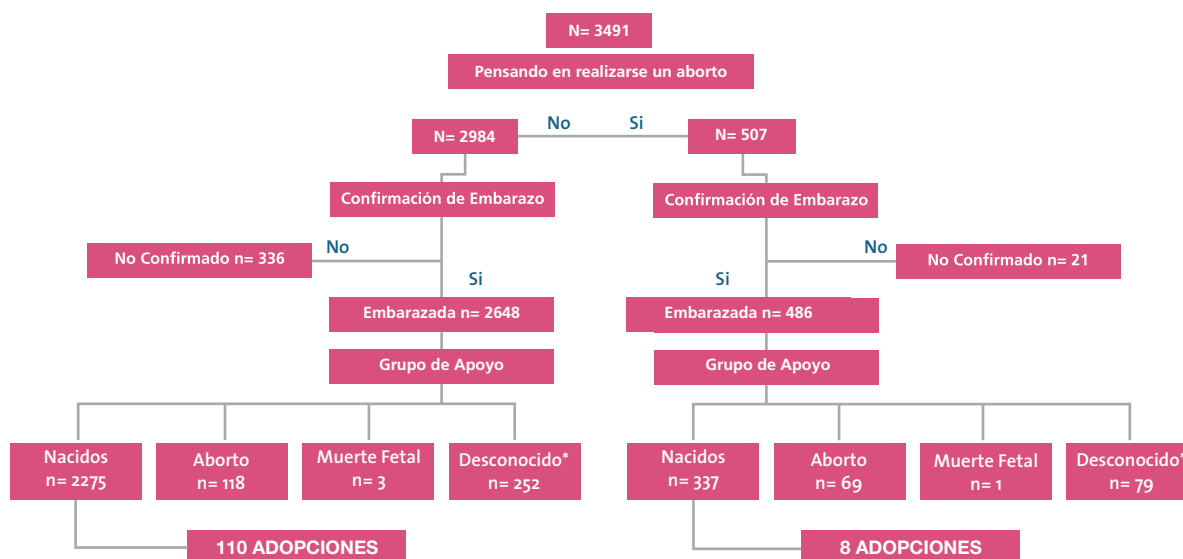 N= 3491
Pensando en realizarse un aborto
No
Si
N= 2984
N= 507
Confirmación de Embarazo
Confirmación de Embarazo
No
No
No Confirmado n= 336
No Confirmado n= 21
Si
Si
Embarazada n= 2648
Embarazada n= 486
Grupo de Apoyo
Grupo de Apoyo
Nacidos
n= 2275
Aborto
n= 118
Muerte Fetal
n= 3
Desconocido*
n= 252
Nacidos
n= 337
Aborto
n= 69
Muerte Fetal
n= 1
Desconocido*
n= 79
110 ADOPCIONES
8 ADOPCIONES